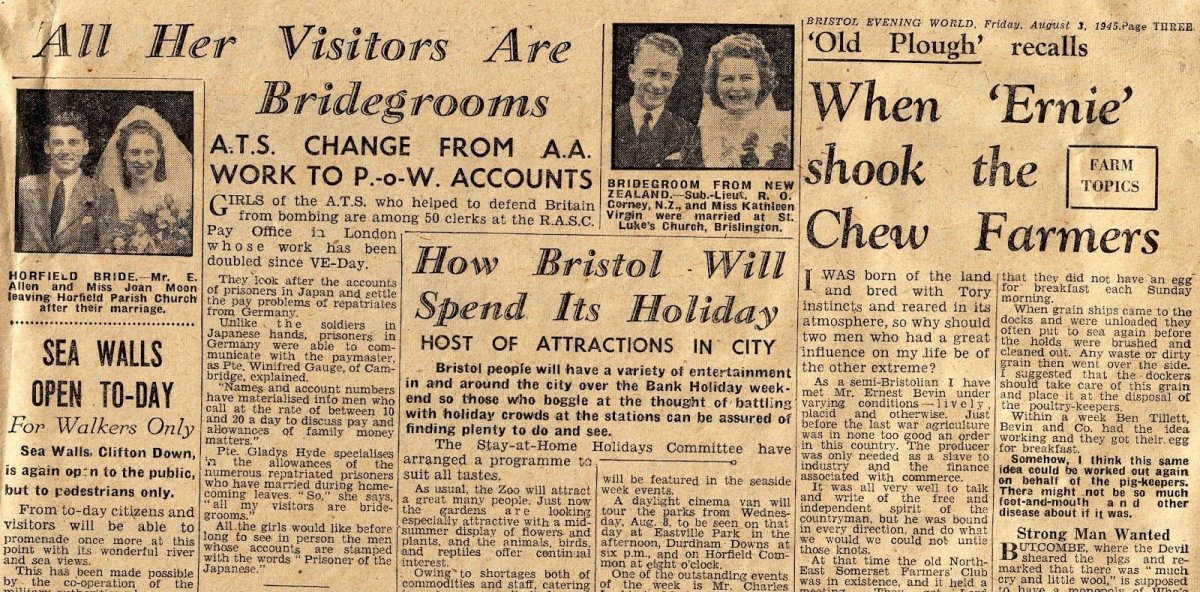 BRISTOL EVENING WORLD, Friday, August 3, 1945. Page THREE
All Her Visitors Are
Bridegrooms
A.T.S. CHANGE FROM A.A.
WORK TO P.-o-W. ACCOUNTS
GIRLS of the A.T.S. who helped to defend Britain
from bombing are among 50 clerks at the R.A.S.C.
Pay Office in London
whose work has been
doubled since VE-Day.
They look after the accounts
of prisoners in Japan and settle
the pay problems of repatriates
from Germany.
Unlike the soldiers in
Japanese hands, prisoners in
Germany were able to com-
municate with the paymaster,
as Pte. Winifred Gauge, of Cam-
bridge, explained.
"Names and account numbers
have materialised into men who
call at the rate of between 10
and 20 a day to discuss pay and
allowances of family money
matters."
Pte. Gladys Hyde specialises
in the allowances of the
numerous repatriated prisoners
who have married during home-
coming leaves. "So," she says,
"all my visitors are bride-
grooms."
All the girls would like before
long to see in person the men
whose accounts are stamped
with the words "Prisoner of the
Japanese."
HORFIELD BRIDE.—Mr. E.
Allen and Miss Joan Moon
leaving Horfield Parish Church
after their marriage.
SEA WALLS
OPEN TO-DAY
For Walkers Only
Sea Walls, Clifton Down,
is again open to the public,
but to pedestrians only.
From to-day citizens and
visitors will be able to
promenade once more at this
point with its wonderful river
and sea views.
This has been made possible
by the co-operation of the
BRIDEGROOM FROM NEW
ZEALAND.—Sub.-Lieut. R. O.
Corney, N.Z., and Miss Kathleen
Virgin were married at St.
Luke's Church, Brislington.
How Bristol Will
Spend Its Holiday
HOST OF ATTRACTIONS IN CITY
Bristol people will have a variety of entertainment
in and around the city over the Bank Holiday week-
end so those who boggle at the thought of battling
with holiday crowds at the stations can be assured of
finding plenty to do and see.
The Stay-at-Home Holidays Committee have
arranged a programme to
suit all tastes.
As usual, the Zoo will attract
a great many people. Just now
the gardens are looking
especially attractive with a mid-
summer display of flowers and
plants, and the animals, birds
and reptiles offer continual
interest.
Owing to shortages both of
commodities and staff, catering
will be featured in the seaside
week events.
A daylight cinema van will
tour the parks from Wednes-
day, Aug. 8, to be seen on that
day at Eastville Park in the
afternoon, Durdham Downs at
six p.m., and on Horfield Com-
mon at eight o'clock.
One of the outstanding events
of the week is Mr. Charles
'Old Plough' recalls
When 'Ernie'
shook the
Chew Farmers
FARM
TOPICS
I WAS born of the land
and bred with Tory
instincts and reared in its
atmosphere, so why should
two men who had a great
influence on my life be of
the other extreme?
As a semi-Bristolian I have
met Mr. Ernest Bevin under
varying conditions—lively,
placid and otherwise. Just
before the last war agriculture
was in none too good an order
in this country. The producer
was only needed as a slave to
industry and the finance
associated with commerce.
It was all very well to talk
and write of the free and
independent spirit of the
countryman, but he was bound
in every direction, and do what
we would we could not untie
those knots.
At that time the old North-
East Somerset Farmers' Club
was in existence, and it held a
that they did not have an egg
for breakfast each Sunday
morning.
When grain ships came to the
docks and were unloaded they
often put to sea again before
the holds were brushed and
cleaned out. Any waste or dirty
grain then went over the side.
I suggested that the dockers
should take care of this grain
and place it at the disposal of
the poultry-keepers.
Within a week Ben Tillett,
Bevin and Co. had the idea
working and they got their egg
for breakfast.
Somehow, I think this same
idea could be worked out again
on behalf of the pig-keepers.
There might not be so much
foot-and-mouth and other
disease about if it was.
Strong Man Wanted
BUTCOMBE, where the Devil
sheared the pigs and re-
marked that there was "much
cry and little wool," is supposed
to have a monopoly of Who's